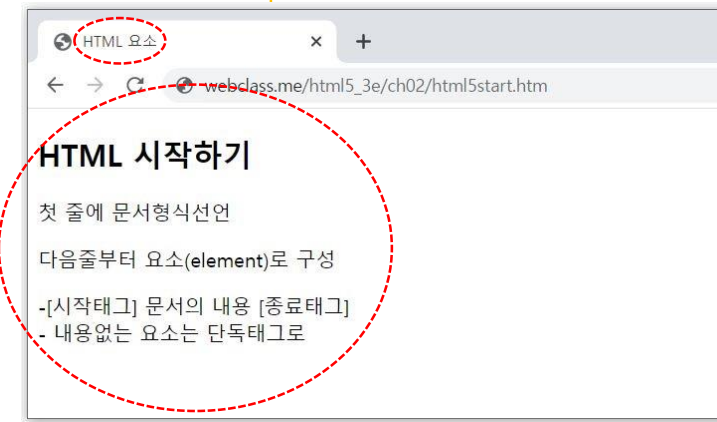 HTML 요소
webclass.me/html5_3e/ch02/html5start.htm
HTML 시작하기
첫 줄에 문서형식선언
다음줄부터 요소(element)로 구성
-[시작태그] 문서의 내용 [종료태그]
- 내용없는 요소는 단독태그로